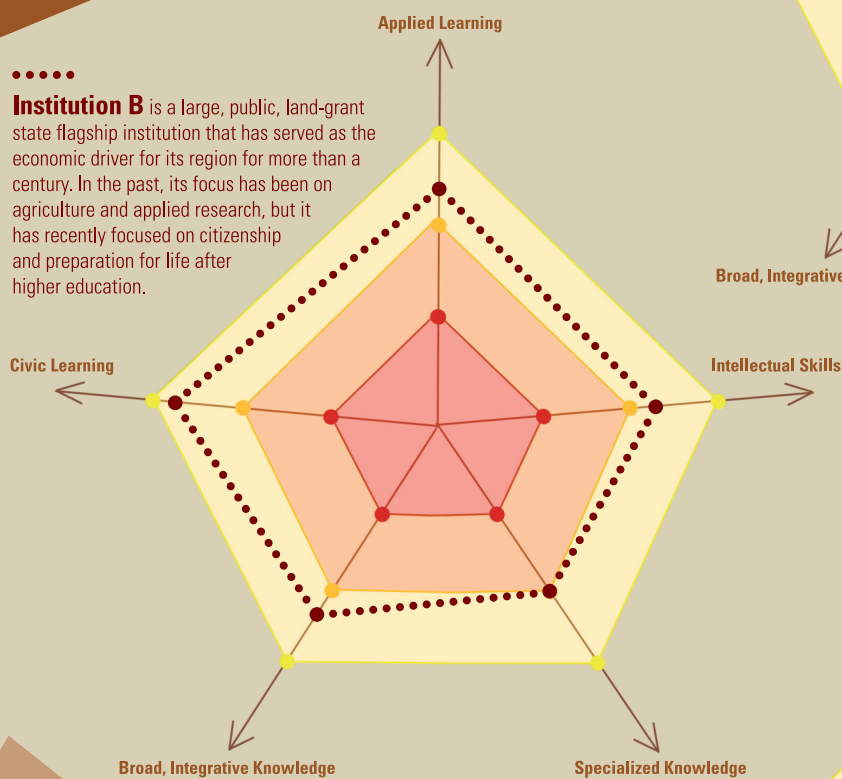 Applied Learning
Institution B is a large, public, land-grant
state flagship institution that has served as the
economic driver for its region for more than a
century. In the past, its focus has been on
agriculture and applied research, but it
has recently focused on citizenship
and preparation for life after
higher education.
Broad, Integrative
Civic Learning
Intellectual Skills
Broad, Integrative Knowledge
Specialized Knowledge